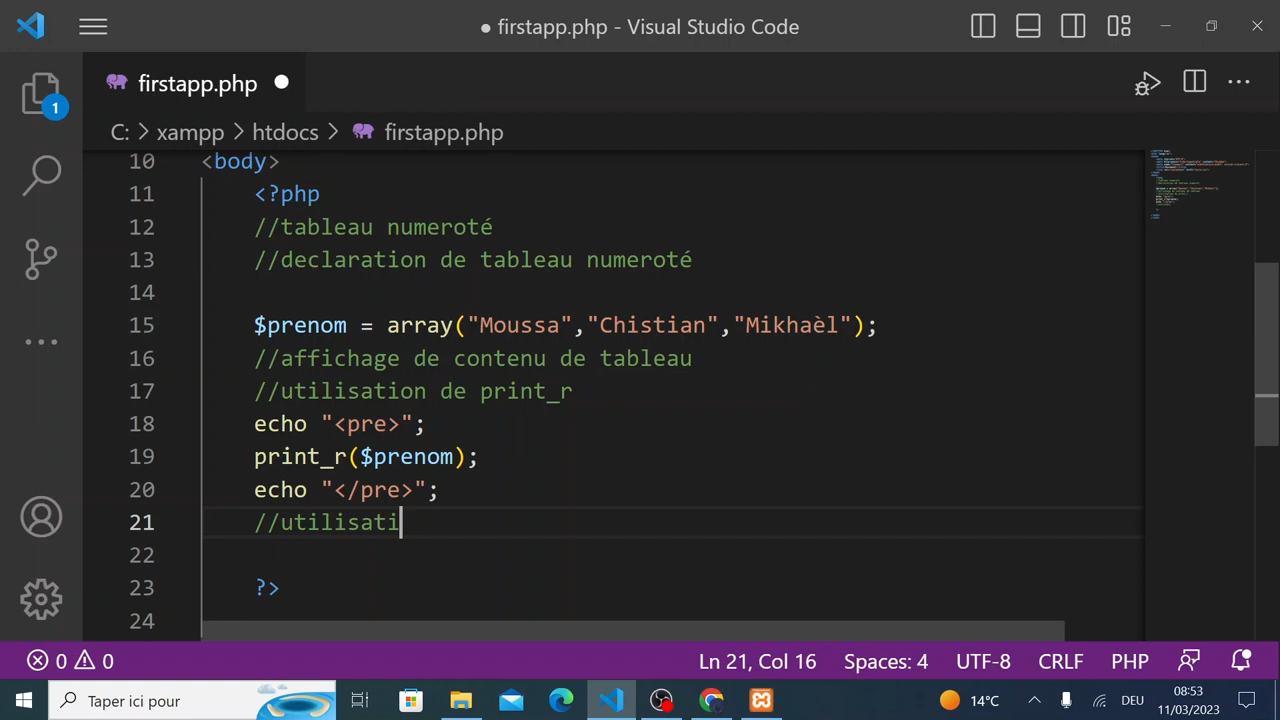 firstapp.php - Visual Studio Code
firstapp.php
C: > xampp > htdocs > firstapp.php
1
10 <body>
11 <?php
12 //tableau numeroté
13 //declaration de tableau numeroté
14
15 $prenom = array("Moussa","Chistian","Mikhaèl");
16 //affichage de contenu de tableau
17 //utilisation de print_r
18 echo "<pre>";
19 print_r($prenom);
20 echo "</pre>";
21 //utilisati
22
23 ?>
24
0 0 Ln 21, Col 16 Spaces: 4 UTF-8 CRLF PHP
Taper ici pour 14°C DEU 08:53
11/03/2023